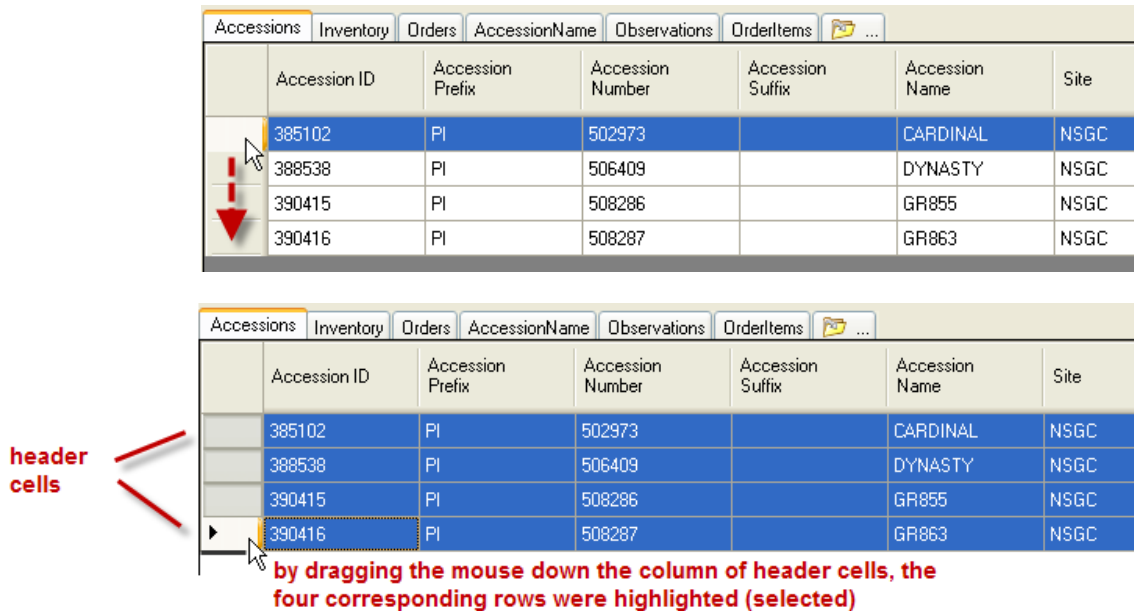 Accessions Inventory Orders AccessionName Observations OrderItems ...
Accession ID Accession Prefix Accession Number Accession Suffix Accession Name Site
385102 PI 502973 CARDINAL NSGC
388538 PI 506409 DYNASTY NSGC
390415 PI 508286 GR855 NSGC
390416 PI 508287 GR863 NSGC
Accessions Inventory Orders AccessionName Observations OrderItems ...
Accession ID Accession Prefix Accession Number Accession Suffix Accession Name Site
385102 PI 502973 CARDINAL NSGC
388538 PI 506409 DYNASTY NSGC
390415 PI 508286 GR855 NSGC
390416 PI 508287 GR863 NSGC
header
cells
by dragging the mouse down the column of header cells, the
four corresponding rows were highlighted (selected)